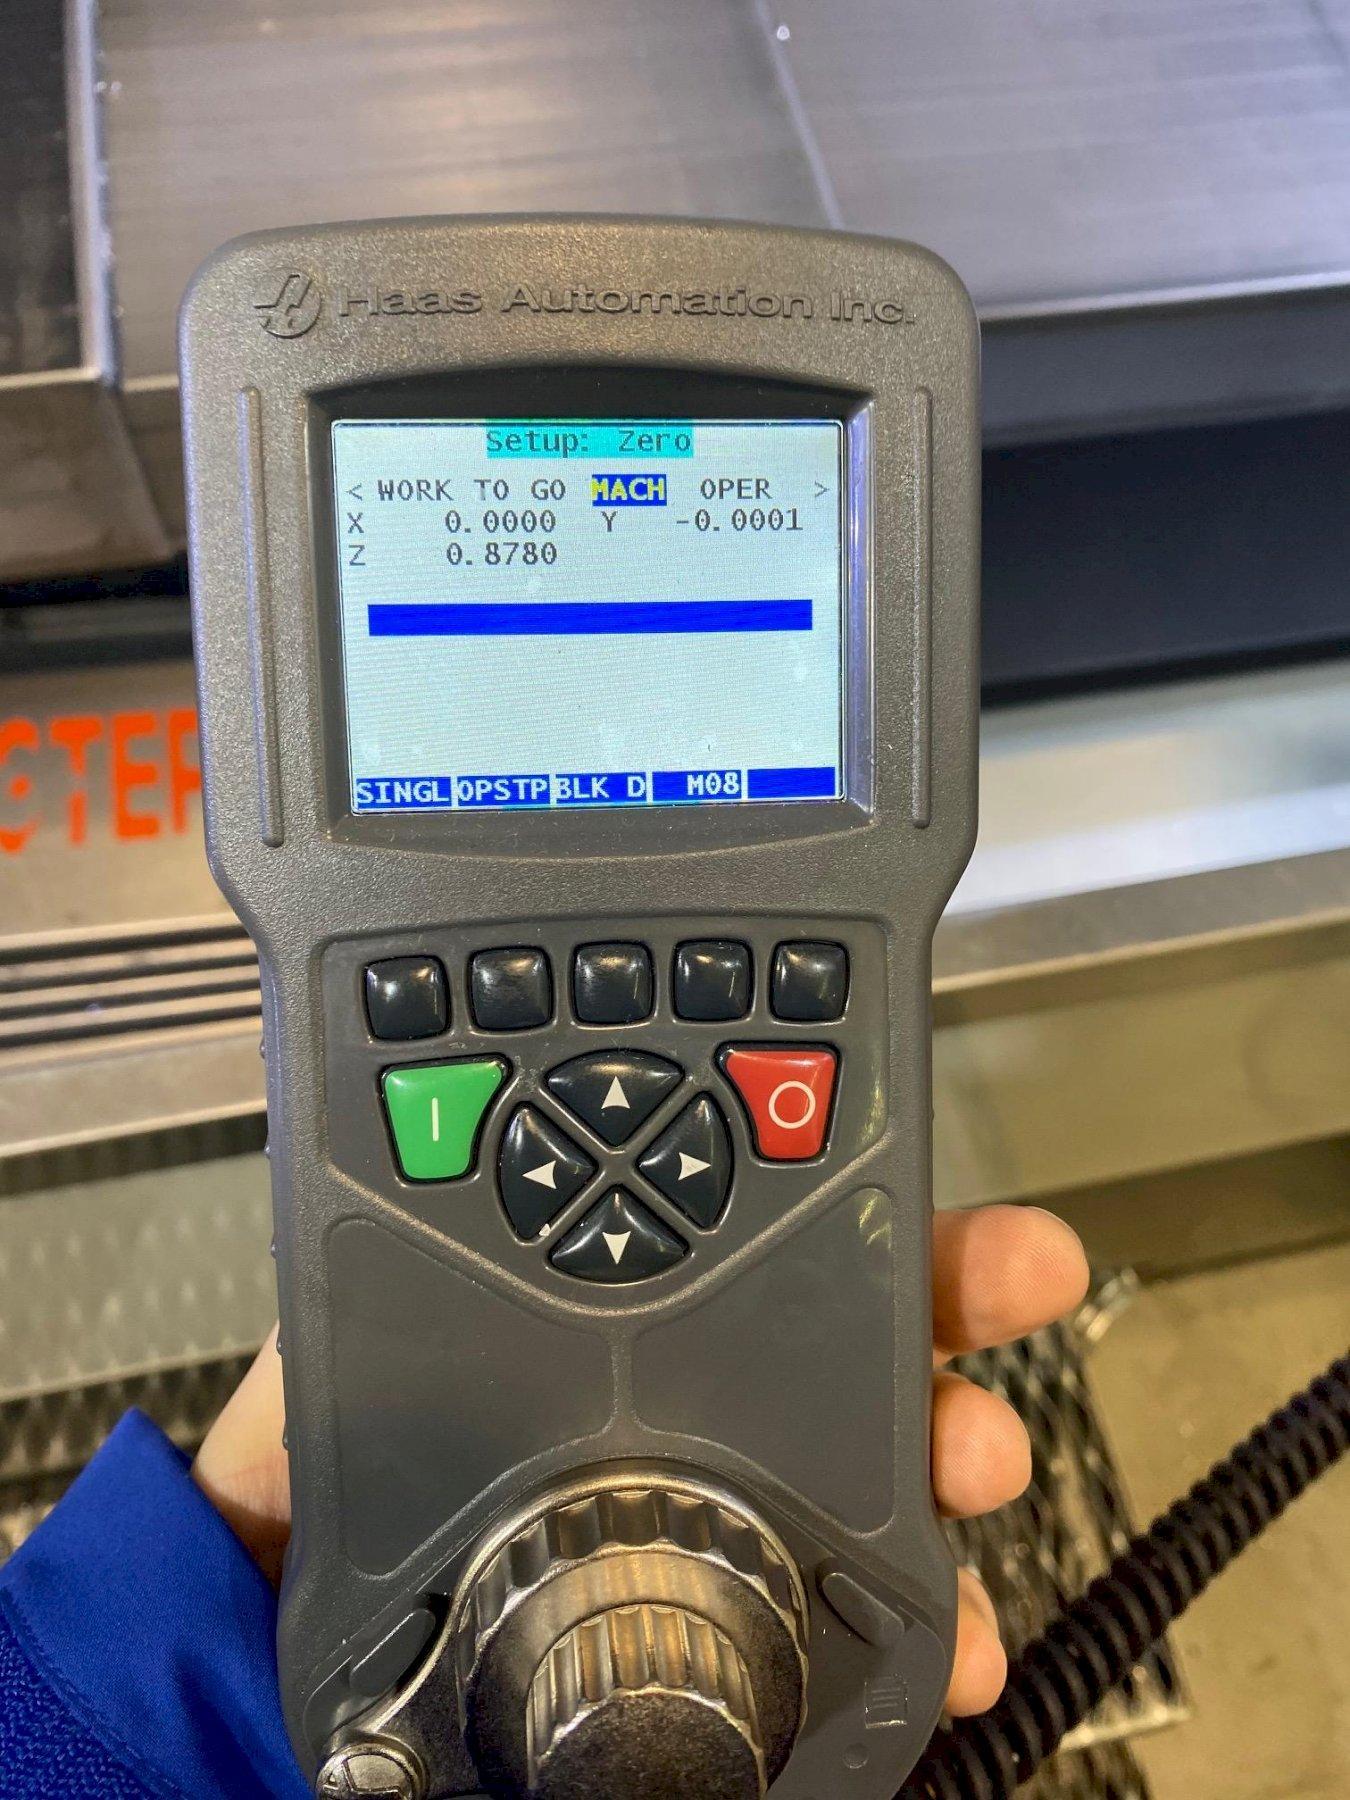 Haas Automation Inc.
Setup: Zero
< WORK TO GO MACH OPER >
X 0.0000 Y -0.0001
Z 0.8780
SINGL OPSTP BLK D M08